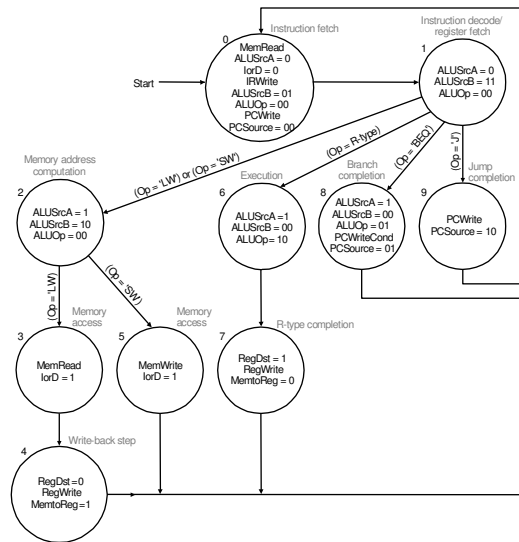 Instruction fetch
0
MemRead
ALUSrcA = 0
IorD = 0
IRWrite
ALUSrcB = 01
ALUOp = 00
PCWrite
PCSource = 00
Start
Instruction decode/
register fetch
1
ALUSrcA = 0
ALUSrcB = 11
ALUOp = 00
(Op = 'LW') or (Op = 'SW')
(Op = R-type)
(Op = 'BEQ')
(Op = 'J')
Memory address
computation
2
ALUSrcA = 1
ALUSrcB = 10
ALUOp = 00
Execution
6
ALUSrcA =1
ALUSrcB = 00
ALUOp= 10
Branch
completion
8
ALUSrcA = 1
ALUSrcB = 00
ALUOp = 01
PCWriteCond
PCSource = 01
Jump
completion
9
PCWrite
PCSource = 10
(Op = 'LW')
(Op = 'SW')
Memory
access
3
MemRead
IorD = 1
Memory
access
5
MemWrite
IorD = 1
R-type completion
7
RegDst = 1
RegWrite
MemtoReg = 0
Write-back step
4
RegDst=0
RegWrite
MemtoReg=1